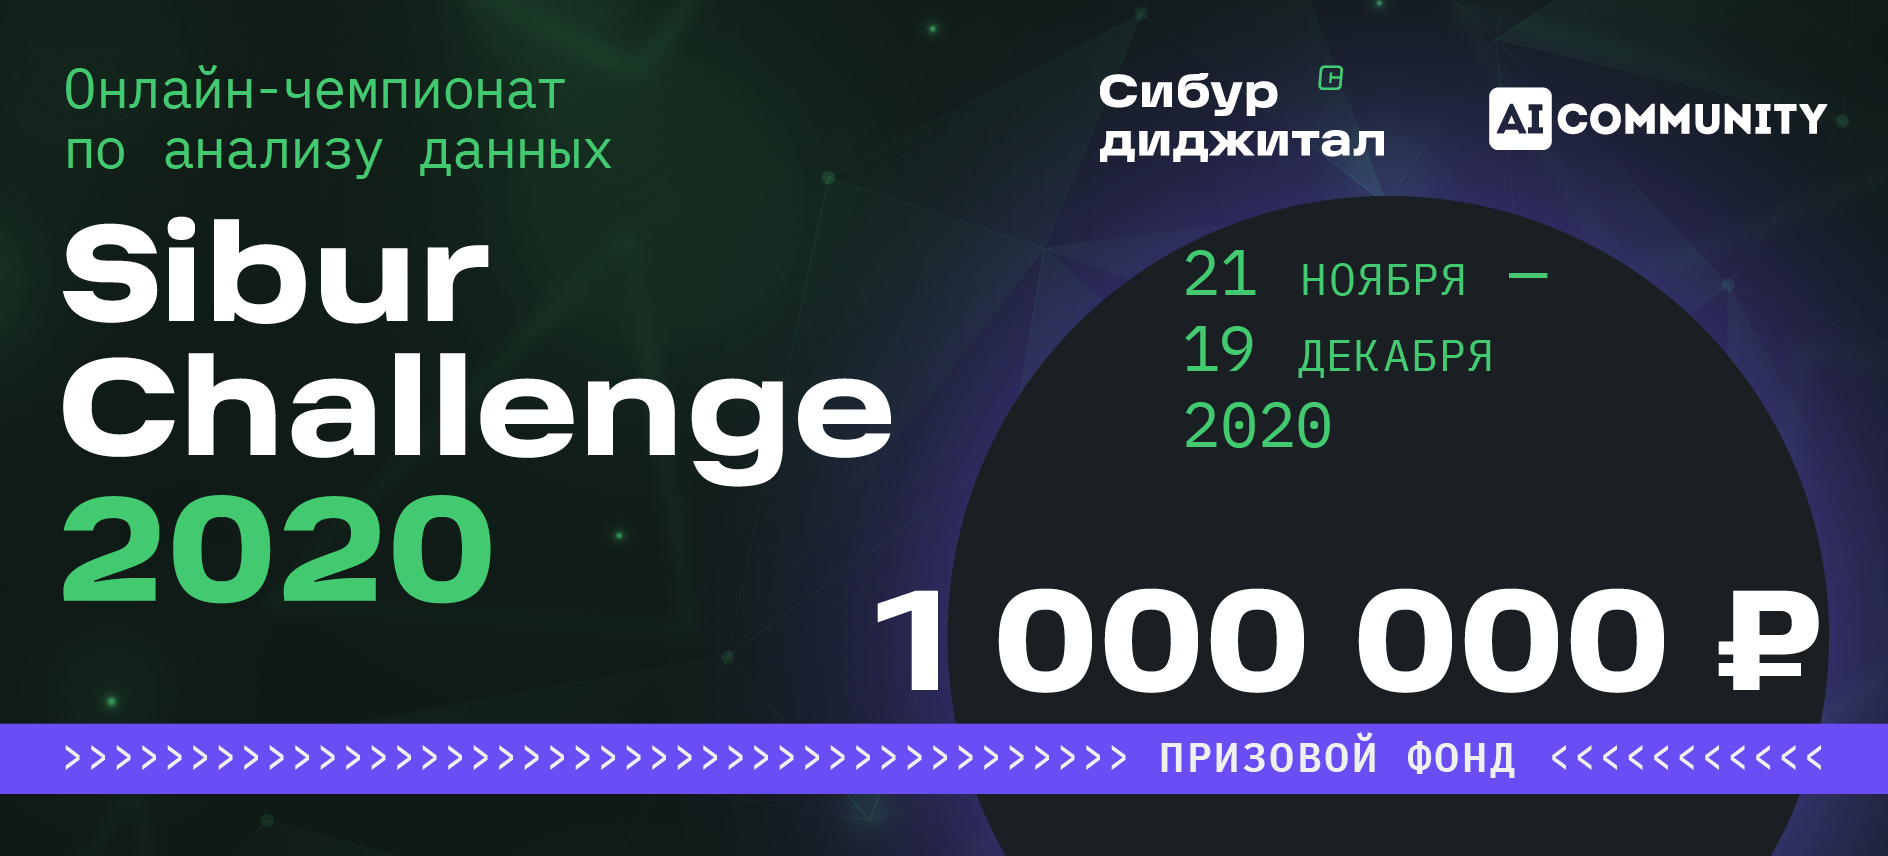 Онлайн-чемпионат
по анализу данных
Sibur
Challenge
2020
Сибур
диджитал
AI COMMUNITY
21 НОЯБРЯ —
19 ДЕКАБРЯ
2020
1 000 000 ₽
>>>>>>>>>>>>>>>>>>>>>>>>>>>>>>>>>>>>>>>>>> ПРИЗОВОЙ ФОНД <<<<<<<<<<<